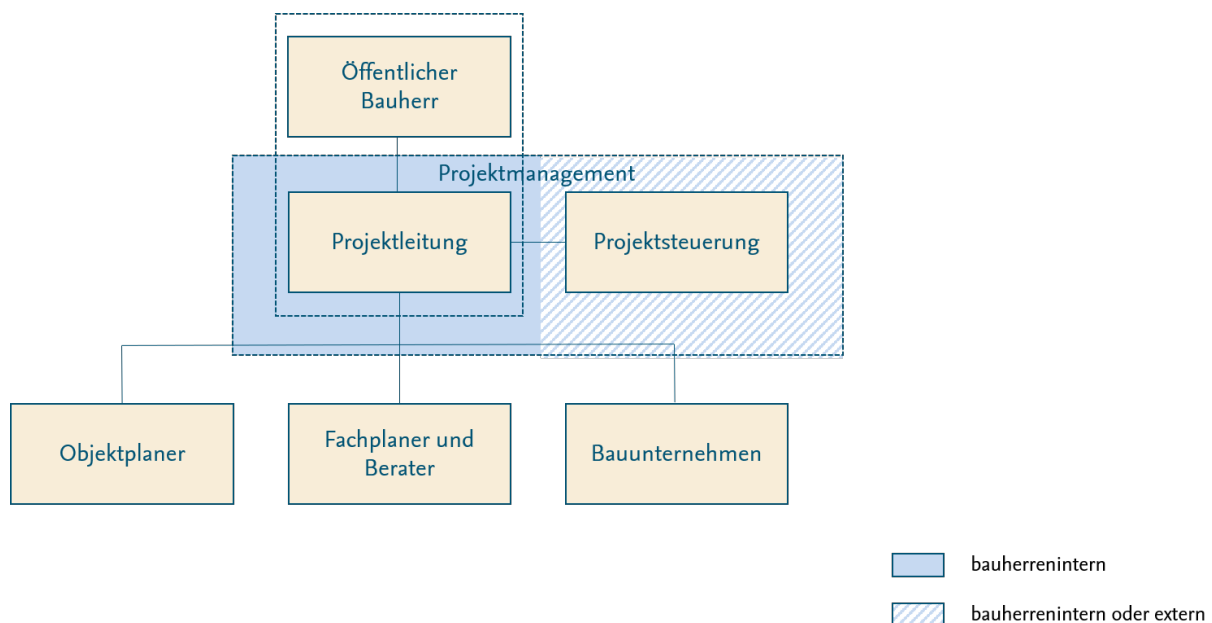 Öffentlicher
Bauherr
Projektmanagement
Projektleitung
Projektsteuerung
Objektplaner
Fachplaner und
Berater
Bauunternehmen
bauherrenintern
bauherrenintern oder extern